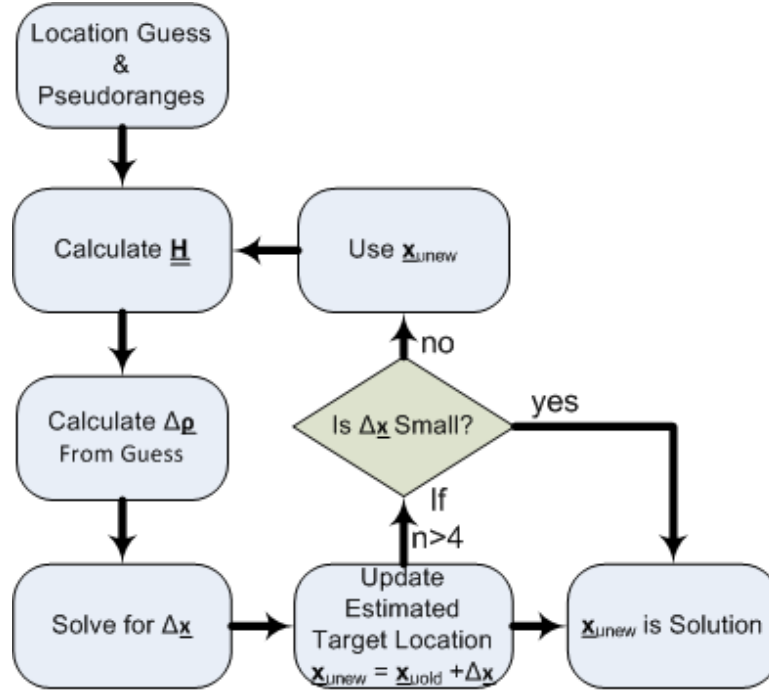 Location Guess
&
Pseudoranges
Calculate H
Use xunew
Calculate Δρ
From Guess
Is Δx Small?
no
yes
If
n>4
Solve for Δx
Update
Estimated
Target Location
xunew = xuold +Δx
xunew is Solution